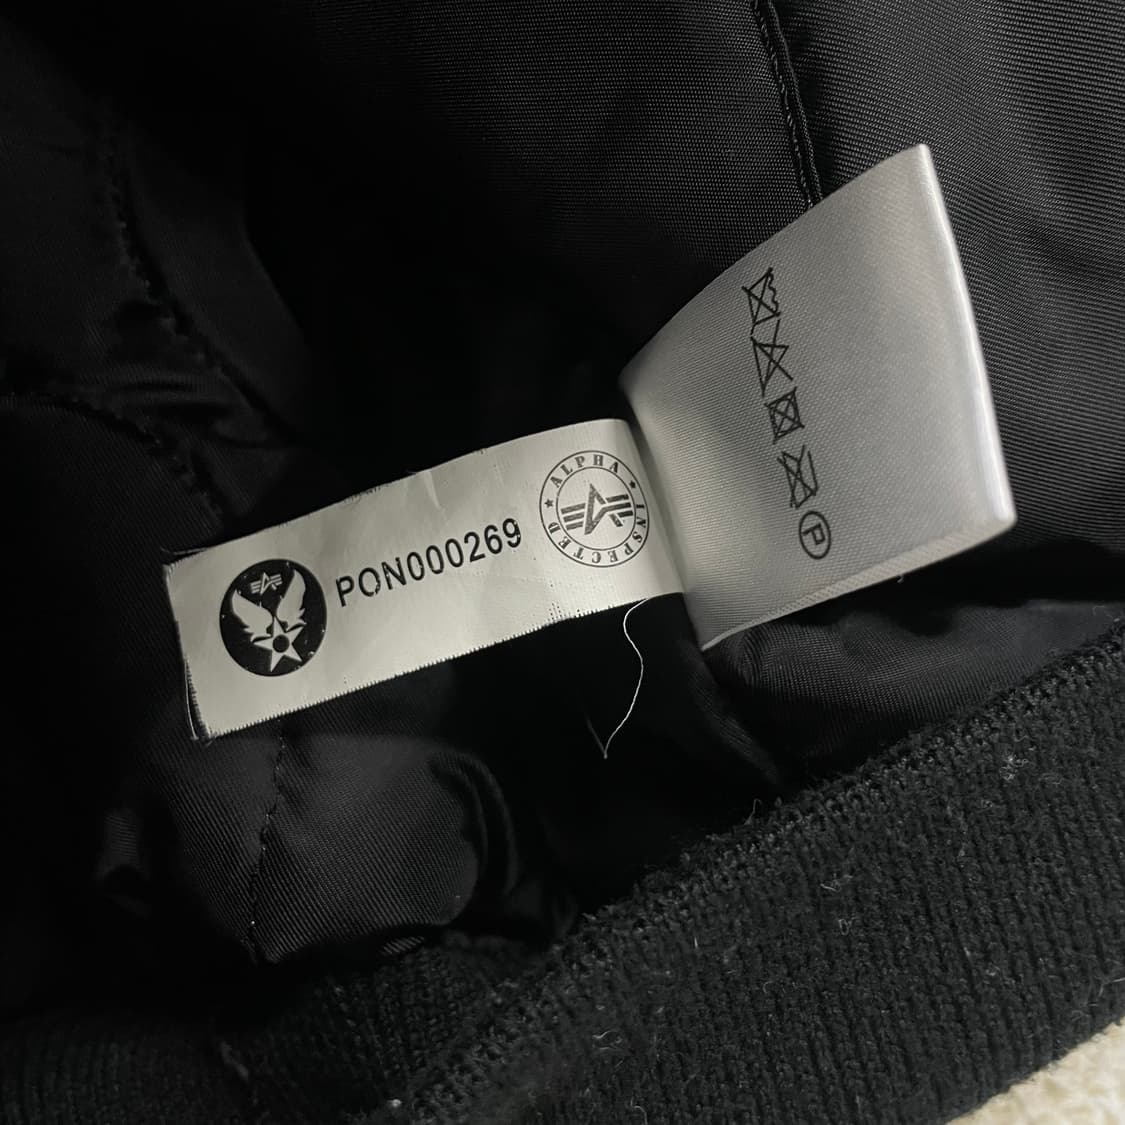 PON000269
ALPHA
INSPECTED
P